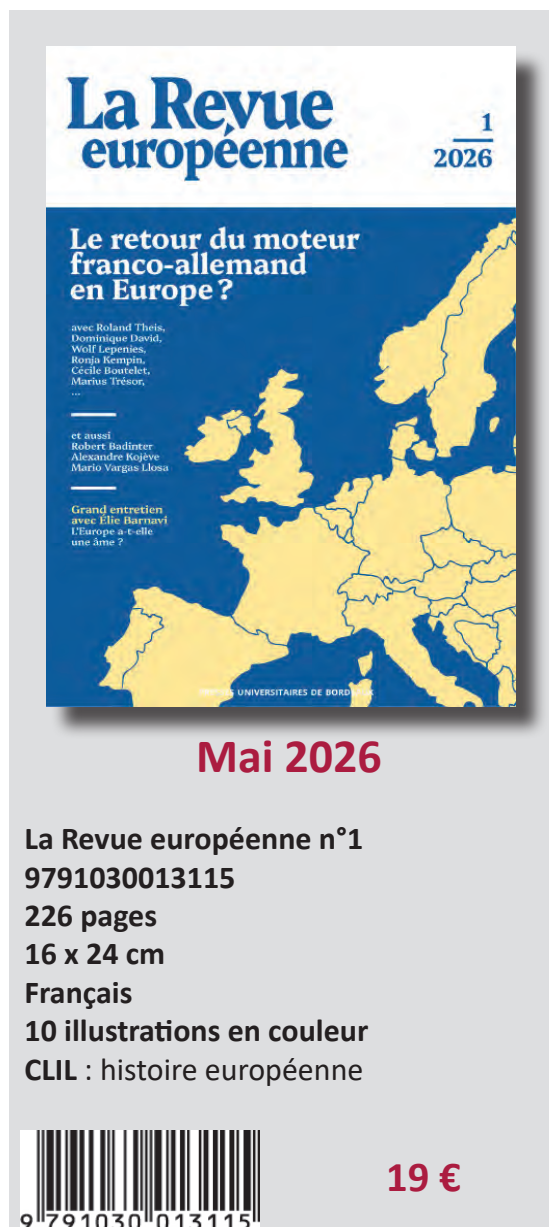 La Revue
européenne
1
2026
Le retour du moteur
franco-allemand
en Europe ?
avec Roland Theis,
Dominique David,
Wolf Lepenies,
Ronja Kempin,
Cécile Boutelet,
Marius Trésor,
...
et aussi
Robert Badinter
Alexandre Kojève
Mario Vargas Llosa
Grand entretien
avec Élie Barnavi
L'Europe a-t-elle
une âme ?
UNIVERSITAIRES DE
Mai 2026
La Revue européenne n°1
9791030013115
226 pages
16 x 24 cm
Français
10 illustrations en couleur
CLIL : histoire européenne
9 791030 013115
19 €